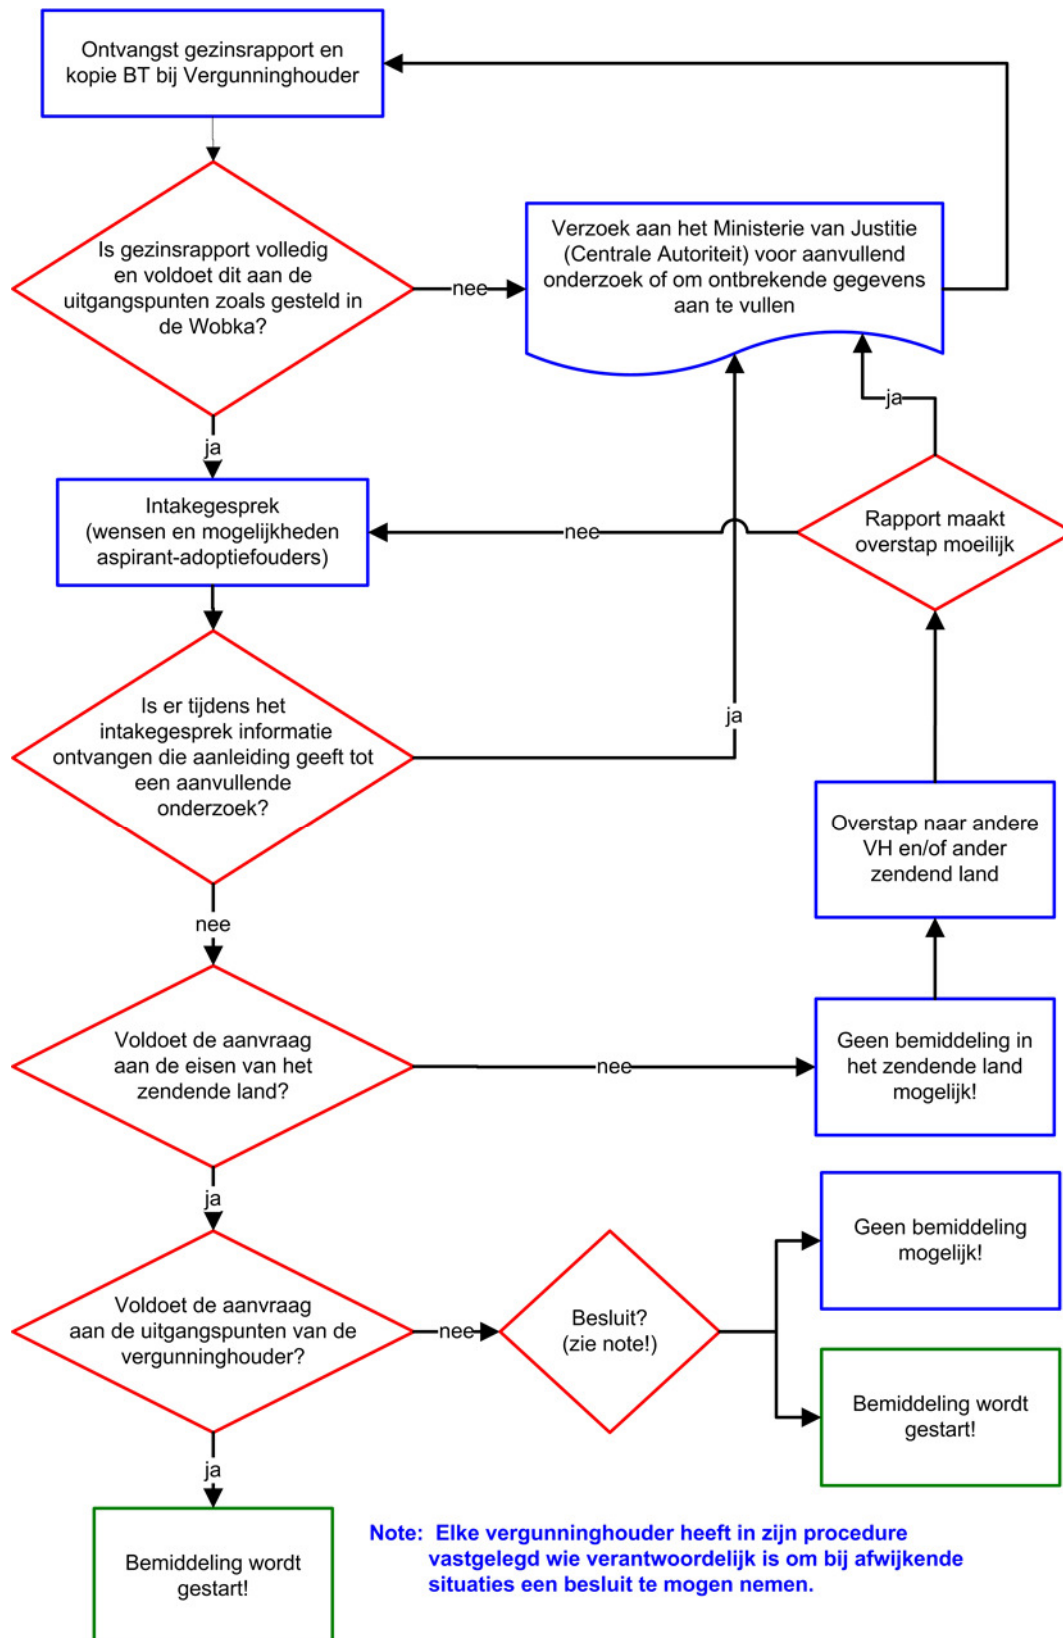 Ontvangst gezinsrapport en
kopie BT bij Vergunninghouder
Is gezinsrapport volledig
en voldoet dit aan de
uitgangspunten zoals gesteld in
de Wobka?
nee
Verzoek aan het Ministerie van Justitie
(Centrale Autoriteit) voor aanvullend
onderzoek of om ontbrekende gegevens
aan te vullen
ja
ja
Intakegesprek
(wensen en mogelijkheden
aspirant-adoptiefouders)
nee
Rapport maakt
overstap moeilijk
Is er tijdens het
intakegesprek informatie
ontvangen die aanleiding geeft tot
een aanvullende
onderzoek?
ja
Overstap naar andere
VH en/of ander
zendend land
nee
Voldoet de aanvraag
aan de eisen van het
zendende land?
nee
Geen bemiddeling in
het zendende land
mogelijk!
ja
Geen bemiddeling
mogelijk!
Voldoet de aanvraag
aan de uitgangspunten van de
vergunninghouder?
nee
Besluit?
(zie note!)
Bemiddeling wordt
gestart!
ja
Bemiddeling wordt
gestart!
Note: Elke vergunninghouder heeft in zijn procedure
vastgelegd wie verantwoordelijk is om bij afwijkende
situaties een besluit te mogen nemen.